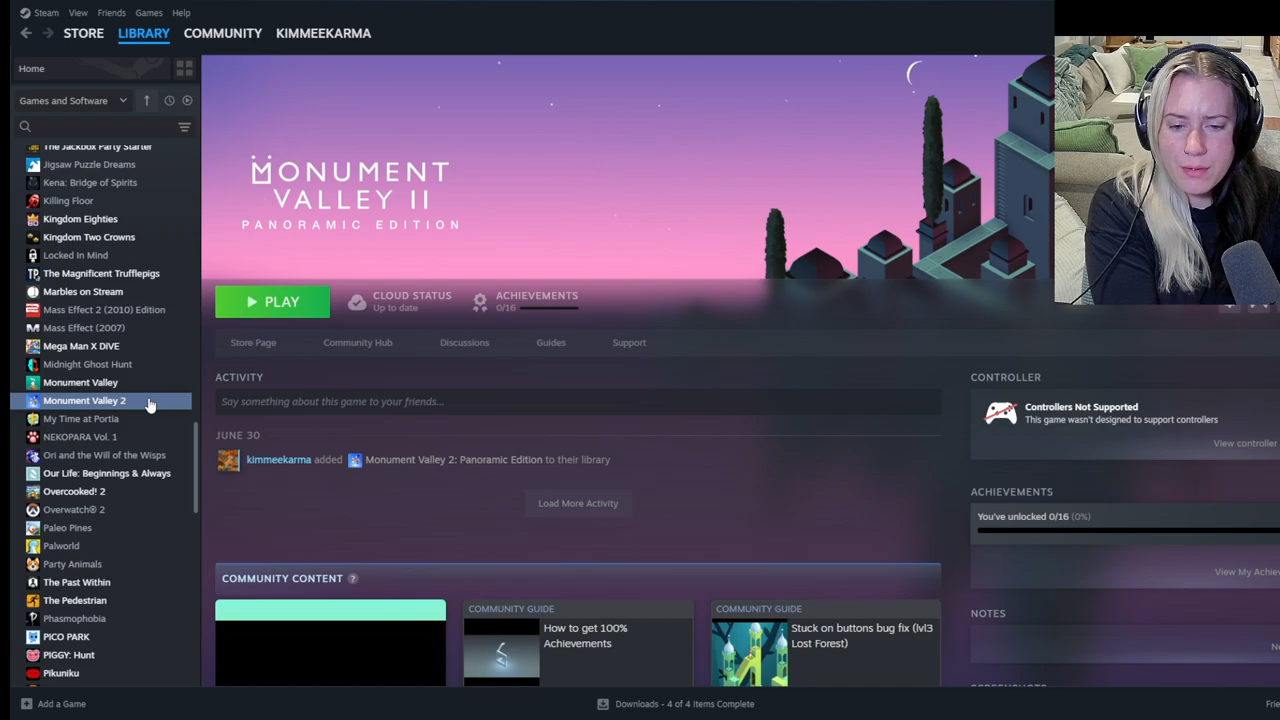 Steam View Friends Games Help
STORE LIBRARY COMMUNITY KIMMEEKARMA
Home
Games and Software
The Jackbox Party Starter
Jigsaw Puzzle Dreams
Kena: Bridge of Spirits
Killing Floor
Kingdom Eighties
Kingdom Two Crowns
Locked In Mind
The Magnificent Trufflepigs
Marbles on Stream
Mass Effect 2 (2010) Edition
Mass Effect (2007)
Mega Man X DiVE
Midnight Ghost Hunt
Monument Valley
Monument Valley 2
My Time at Portia
NEKOPARA Vol. 1
Ori and the Will of the Wisps
Our Life: Beginnings & Always
Overcooked! 2
Overwatch® 2
Paleo Pines
Palworld
Party Animals
The Past Within
The Pedestrian
Phasmophobia
PICO PARK
PIGGY: Hunt
Pikuniku
MONUMENT
VALLEY II
PANORAMIC EDITION
PLAY
CLOUD STATUS
Up to date
ACHIEVEMENTS
0/16
Store Page Community Hub Discussions Guides Support
ACTIVITY
Say something about this game to your friends...
JUNE 30
kimmeekarma added Monument Valley 2: Panoramic Edition to their library
Load More Activity
COMMUNITY CONTENT ?
COMMUNITY GUIDE
How to get 100%
Achievements
COMMUNITY GUIDE
Stuck on buttons bug fix (lvl3
Lost Forest)
CONTROLLER
Controllers Not Supported
This game wasn't designed to support controllers
View controller
ACHIEVEMENTS
You've unlocked 0/16 (0%)
View My Achie
NOTES
Ne
Add a Game
Downloads - 4 of 4 Items Complete
Frie